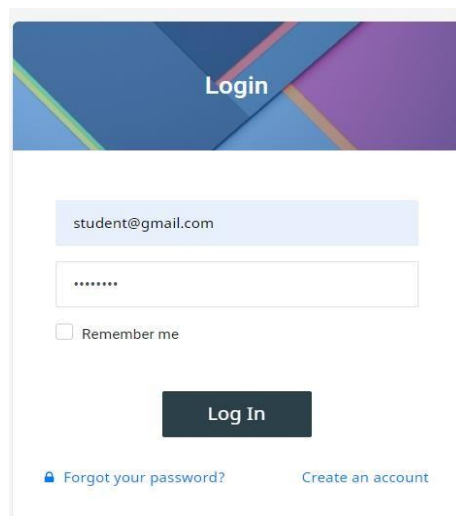 Login
student@gmail.com
••••••••
Remember me
Log In
Forgot your password? Create an account